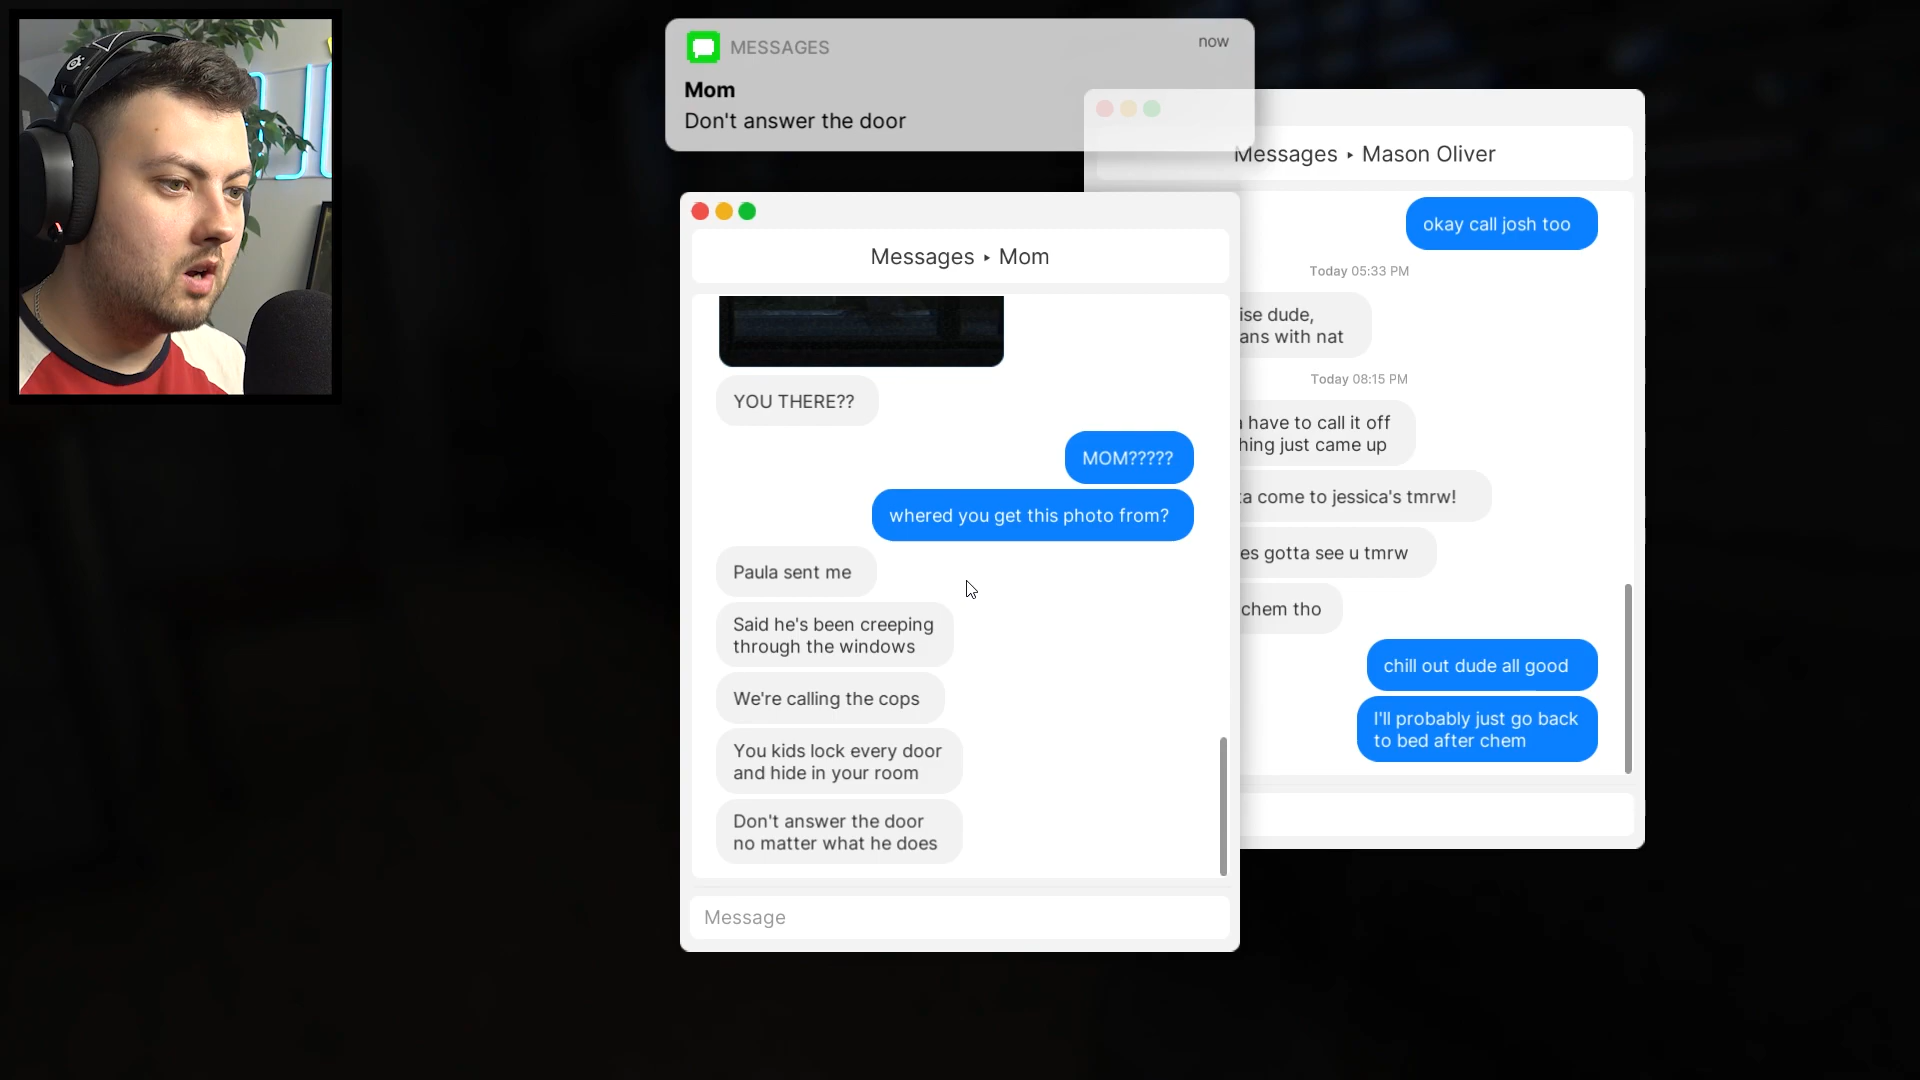 MESSAGES
now
Mom
Don't answer the door
Messages ‣ Mason Oliver
okay call josh too
Today 05:33 PM
dude,
with nat
Today 08:15 PM
have to call it off
just came up
come to jessica's tmrw!
gotta see u tmrw
chem tho
chill out dude all good
I'll probably just go back
to bed after chem
Messages ‣ Mom
YOU THERE??
MOM?????
whered you get this photo from?
Paula sent me
Said he's been creeping
through the windows
We're calling the cops
You kids lock every door
and hide in your room
Don't answer the door
no matter what he does
Message